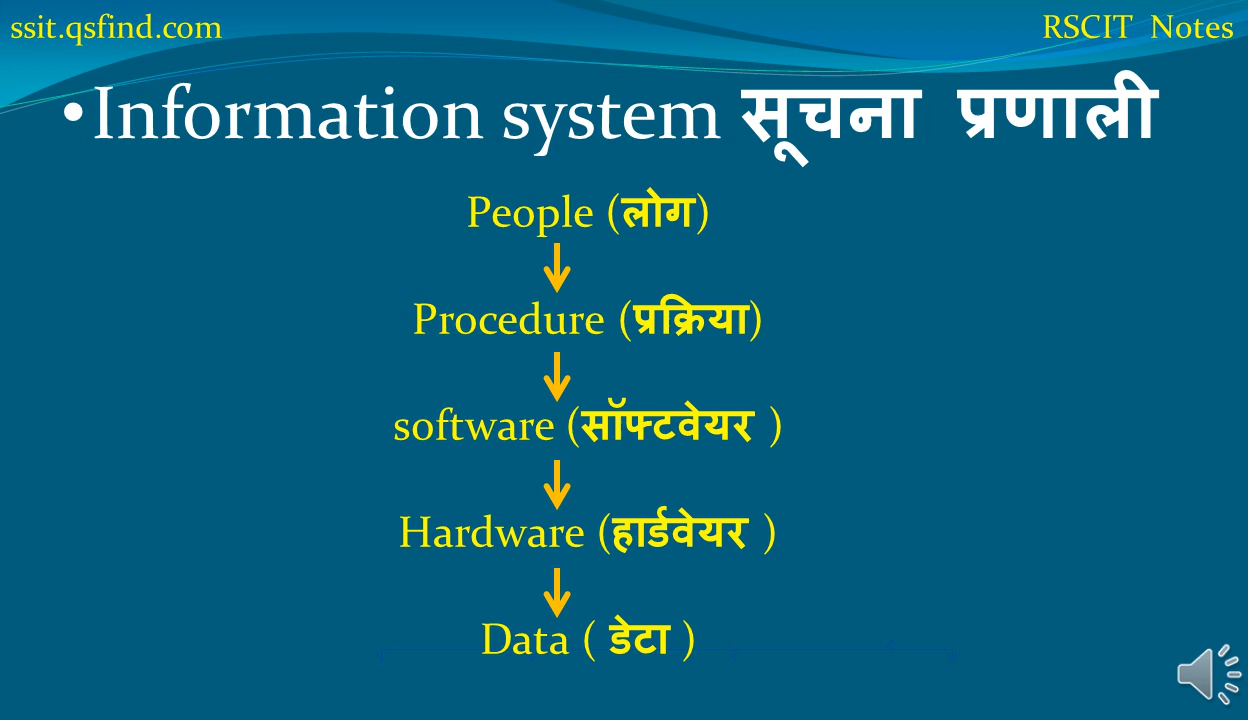 ssit.qsfind.com
RSCIT Notes
•Information system सूचना प्रणाली
People (लोग)
Procedure (प्रक्रिया)
software (सॉफ्टवेयर )
Hardware (हार्डवेयर )
Data ( डेटा )